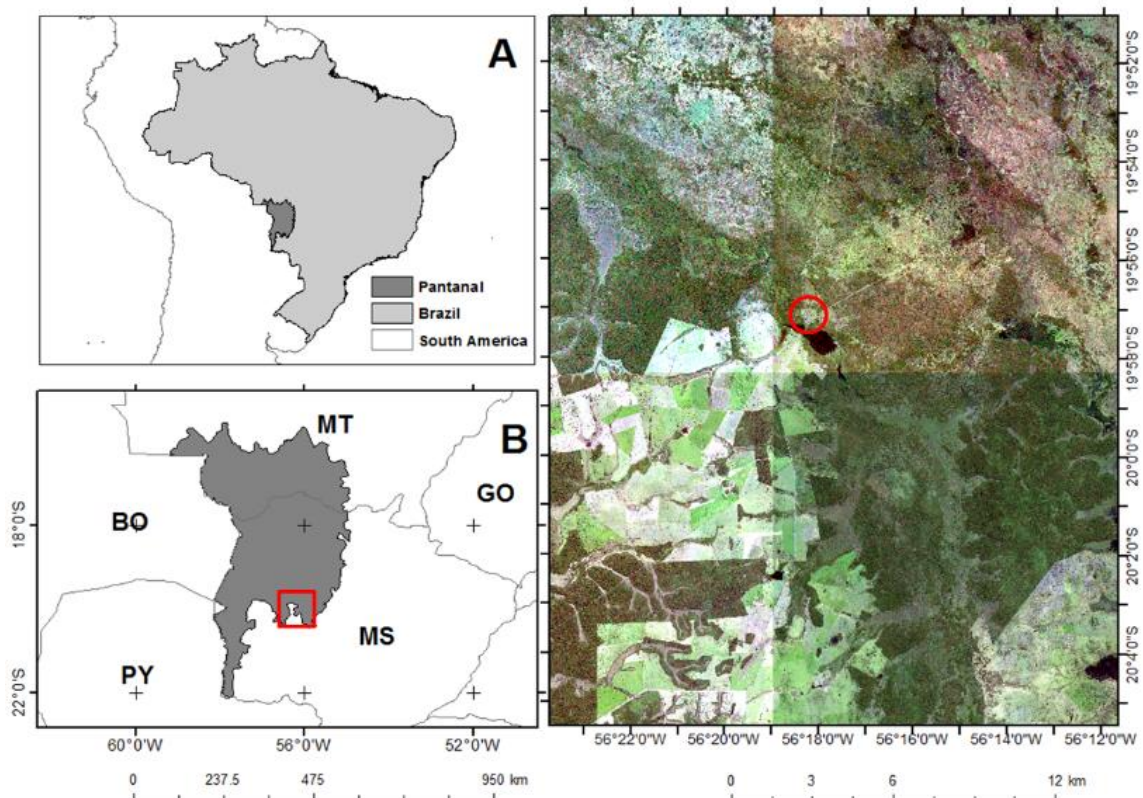 A
Pantanal
Brazil
South America
B
MT
GO
BO
MS
PY
18°0'S
22°0'S
60°0'W
56°0'W
52°0'W
0
237.5
475
950 km
19°52'0"S
19°54'0"S
19°56'0"S
19°58'0"S
20°0'0"S
20°2'0"S
20°4'0"S
56°22'0"W
56°20'0"W
56°18'0"W
56°16'0"W
56°14'0"W
56°12'0"W
0
3
6
12 km